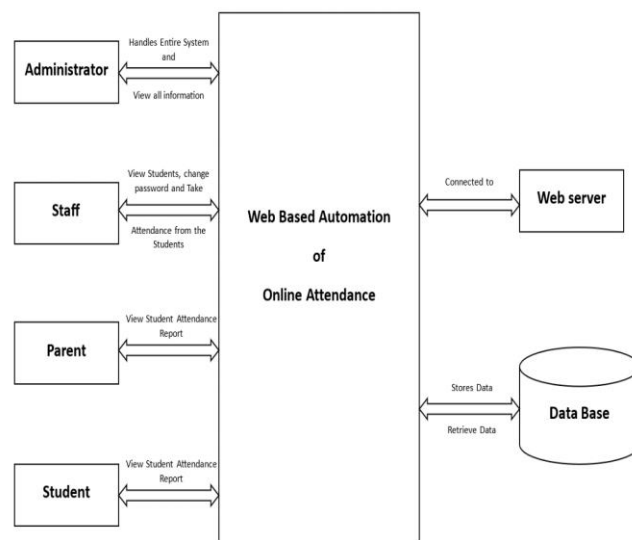 Handles Entire System
and
Administrator
View all information
View Students, change
password and Take
Staff
Attendance from the
Students
View Student Attendance
Report
Parent
View Student Attendance
Report
Student
Web Based Automation
of
Online Attendance
Connected to
Web server
Stores Data
Data Base
Retrieve Data